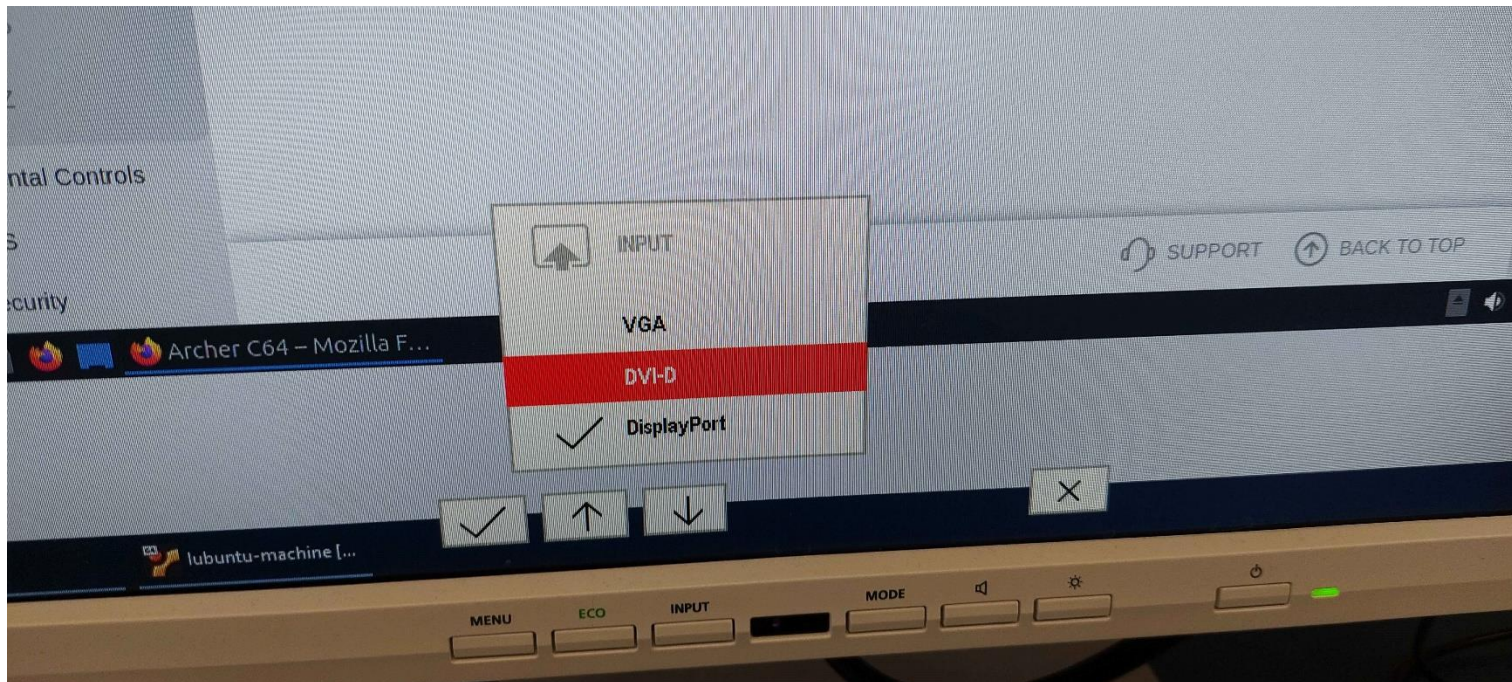 ntal Controls
S
curity
INPUT
VGA
DVI-D
DisplayPort
SUPPORT
BACK TO TOP
Archer C64 – Mozilla F…
lubuntu-machine […
MENU
ECO
INPUT
MODE